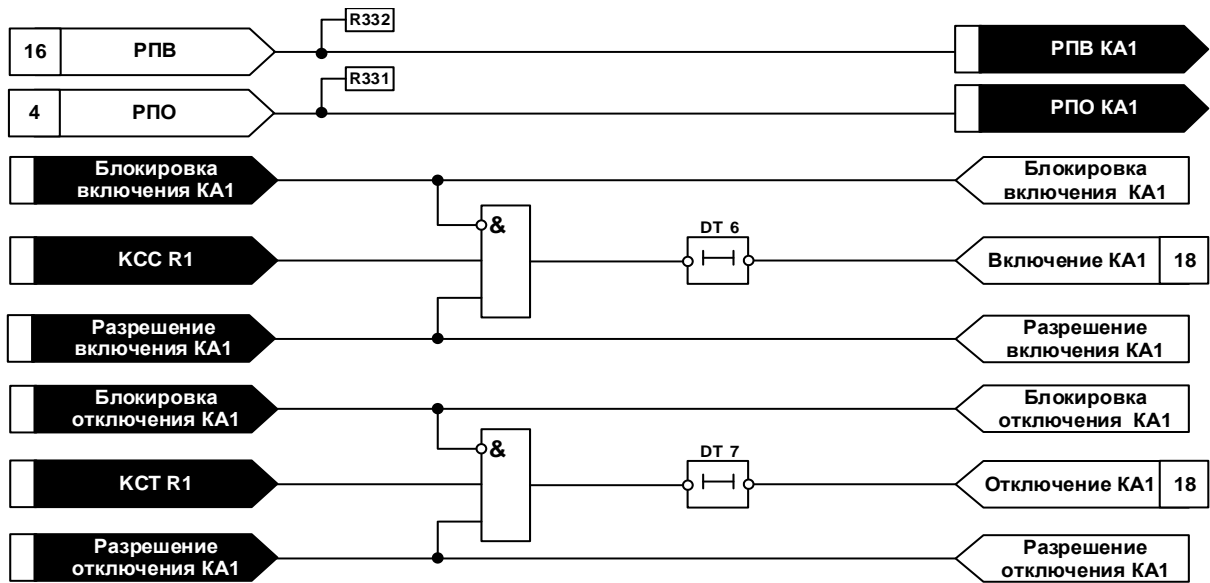 R332
16 РПВ РПВ КА1
R331
4 РПО РПО КА1
Блокировка
включения КА1
Блокировка
включения КА1
&
DT 6
КСС R1
Включение КА1 18
Разрешение
включения КА1
Разрешение
включения КА1
Блокировка
отключения КА1
Блокировка
отключения КА1
&
DT 7
КСТ R1
Отключение КА1 18
Разрешение
отключения КА1
Разрешение
отключения КА1